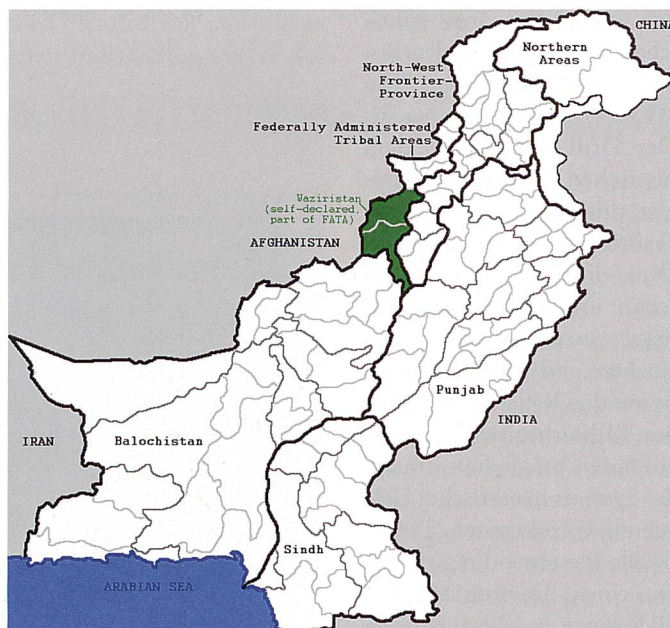 CHINA
Northern
Areas
North-West
Frontier-
Province
Federally Administered
Tribal Areas
Waziristan
(self-declared,
part of FATA)
AFGHANISTAN
Punjab
INDIA
IRAN
Balochistan
Sindh
ARABIAN SEA